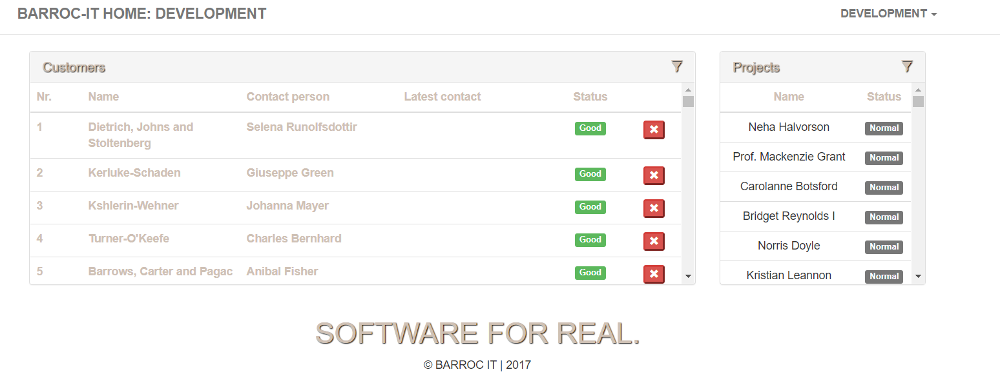 BARROC-IT HOME: DEVELOPMENT
DEVELOPMENT
Customers
Nr. Name Contact person Latest contact Status
1 Dietrich, Johns and Selena Runolfsdottir Good
Stoltenberg
2 Kerluke-Schaden Giuseppe Green Good
3 Kshlerin-Wehner Johanna Mayer Good
4 Turner-O'Keefe Charles Bernhard Good
5 Barrows, Carter and Pagac Anibal Fisher Good
Projects
Name Status
Neha Halvorson Normal
Prof. Mackenzie Grant Normal
Carolanne Botsford Normal
Bridget Reynolds I Normal
Norris Doyle Normal
Kristian Leannon Normal
SOFTWARE FOR REAL.
© BARROC IT | 2017